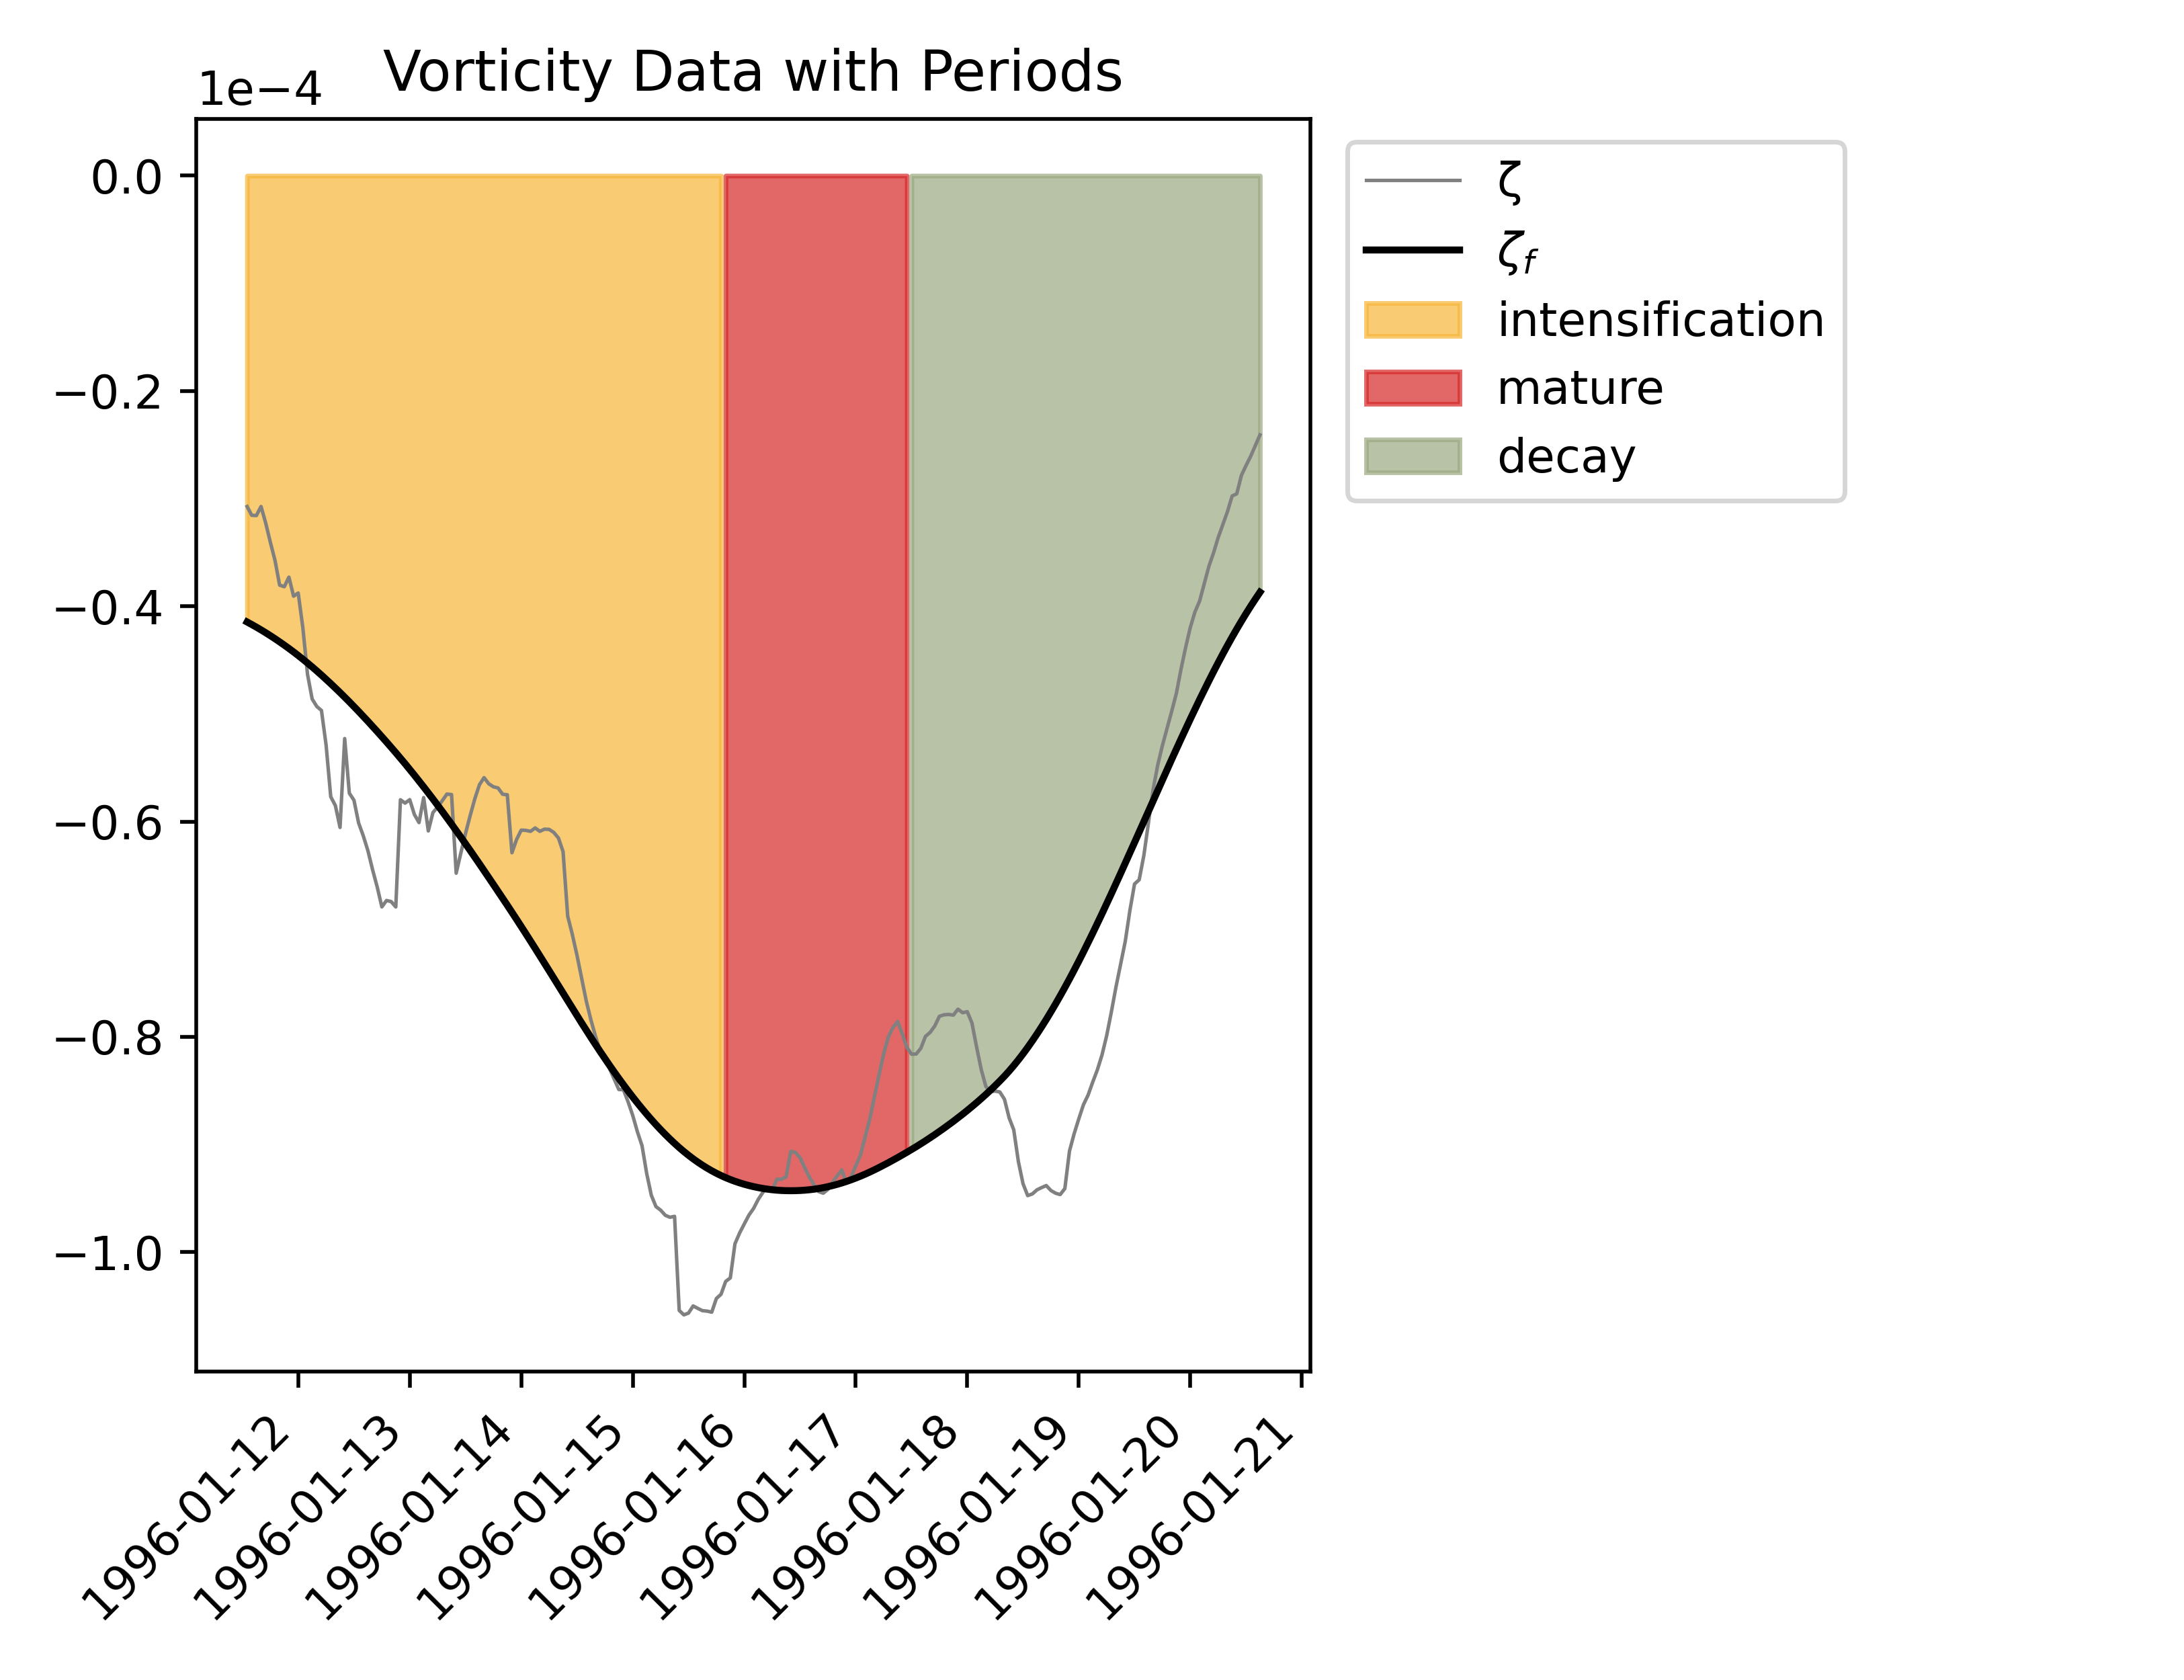 Vorticity Data with Periods
1e−4
0.0
−0.2
−0.4
−0.6
−0.8
−1.0
1996-01-12
1996-01-13
1996-01-14
1996-01-15
1996-01-16
1996-01-17
1996-01-18
1996-01-19
1996-01-20
1996-01-21
ζ
ζf
intensification
mature
decay